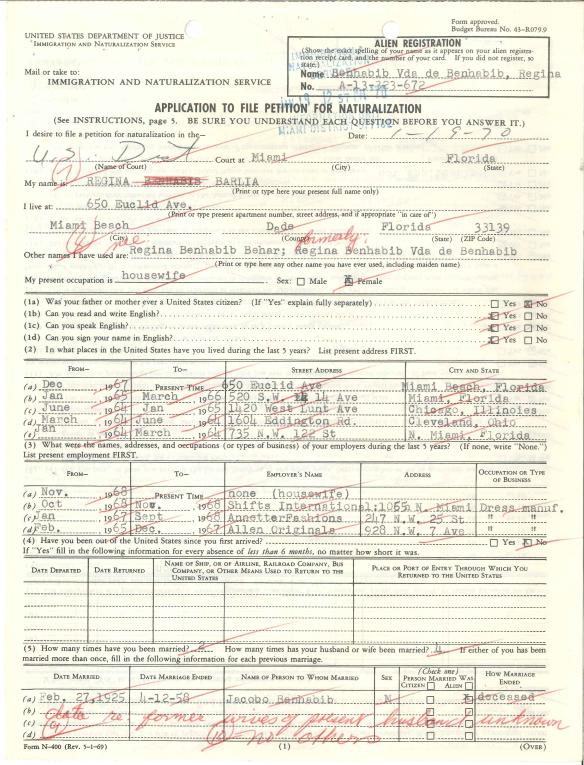 Form approved.
Budget Bureau No. 43-R079.9
UNITED STATES DEPARTMENT OF JUSTICE
IMMIGRATION AND NATURALIZATION SERVICE
Mail or take to:
IMMIGRATION AND NATURALIZATION SERVICE
ALIEN REGISTRATION
(Show the exact spelling of your name as it appears on your alien registration receipt card, and the number of your card. If you did not register, so state.)
Name Benhabib Vda de Benhabib, Regina
No. A-13-323-672
APPLICATION TO FILE PETITION FOR NATURALIZATION
(See INSTRUCTIONS, page 5. BE SURE YOU UNDERSTAND EACH QUESTION BEFORE YOU ANSWER IT.)
MIAMI DISTRICT OFFICE
I desire to file a petition for naturalization in the—
Date: 1-19-70
U.S. Dist Court at Miami Florida
(Name of Court) (City) (State)
(1)
My name is: REGINA BENHABIB BARLIA
(Print or type here your present full name only)
I live at: 650 Euclid Ave.
(Print or type present apartment number, street address, and if appropriate "in care of")
Miami Beach Dade Florida 33139
(City) (County) (State) (ZIP Code)
nee formerly:
Other names I have used are: Regina Benhabib Behar; Regina Benhabib Vda de Benhabib
(Print or type here any other name you have ever used, including maiden name)
My present occupation is housewife Sex: Male X Female
(1a) Was your father or mother ever a United States citizen? (If "Yes" explain fully separately) Yes X No
(1b) Can you read and write English? X Yes No
(1c) Can you speak English? X Yes No
(1d) Can you sign your name in English? X Yes No
(2) In what places in the United States have you lived during the last 5 years? List present address FIRST.
FROM— TO— STREET ADDRESS CITY AND STATE
(a) Dec , 1967 PRESENT TIME 650 Euclid Ave Miami Beach, Florida
(b) Jan , 1965 March , 1966 520 S.W. 14 Ave Miami, Florida
(c) June , 1964 Jan , 1965 1420 West Lunt Ave Chicago, Illinoies
(d) March , 1964 June , 1964 1604 Eddington Rd. Cleveland, Ohio
(e) Jan , 1964 March , 1964 735 N.W. 122 St N. Miami, Florida
(3) What were the names, addresses, and occupations (or types of business) of your employers during the last 5 years? (If none, write "None.")
List present employment FIRST.
FROM— TO— EMPLOYER'S NAME ADDRESS OCCUPATION OR TYPE OF BUSINESS
(a) Nov. , 1968 PRESENT TIME none (housewife)
(b) Oct , 1968 Nov. , 1968 Shifts International; N. Miami Dress manuf.
(c) Jan , 1967 Sept , 1968 AnnetterFashions 247 N.W. 25 St " "
(d) Feb. , 1965 Dec. , 1967 Allen Originals 928 N.W. 7 Ave " "
(4) Have you been out of the United States since you first arrived? Yes X No
If "Yes" fill in the following information for every absence of less than 6 months, no matter how short it was.
DATE DEPARTED DATE RETURNED NAME OF SHIP, OR OF AIRLINE, RAILROAD COMPANY, BUS COMPANY, OR OTHER MEANS USED TO RETURN TO THE UNITED STATES PLACE OR PORT OF ENTRY THROUGH WHICH YOU RETURNED TO THE UNITED STATES
(5) How many times have you been married? 2 How many times has your husband or wife been married? 4 If either of you has been
married more than once, fill in the following information for each previous marriage.
DATE MARRIED DATE MARRIAGE ENDED NAME OF PERSON TO WHOM MARRIED SEX (Check one) PERSON MARRIED WAS CITIZEN ALIEN HOW MARRIAGE ENDED
(a) Feb. 27, 1925 4-12-58 Jacobo Benhabib M X deceased
(b) data re former wives of present husband unknown
(c)
(d) no others
Form N-400 (Rev. 5-1-69) (1) (OVER)